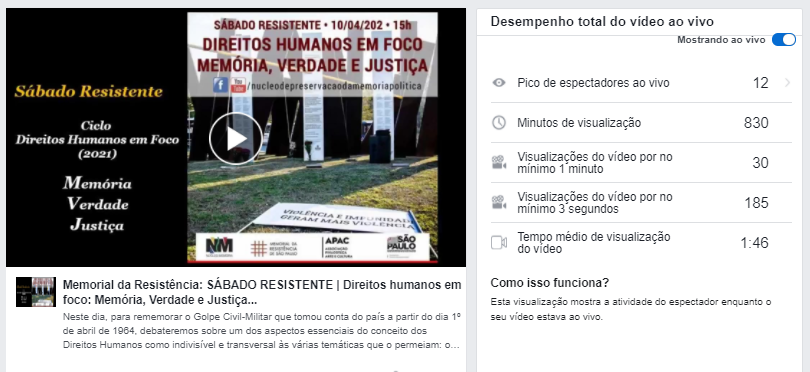 Sábado Resistente
Ciclo
Direitos Humanos em Foco
(2021)
Memória
Verdade
Justiça
SÁBADO RESISTENTE • 10/04/202 • 15h
DIREITOS HUMANOS EM FOCO
MEMÓRIA, VERDADE E JUSTIÇA
f You Tube /nucleodepreservacaodamemoriapolitica
VIOLÊNCIA E IMPUNIDADE
GERAM MAIS VIOLÊNCIA
NM
MEMORIAL DA
RESISTÊNCIA
DE SÃO PAULO
APAC
ASSOCIAÇÃO
PINACOTECA
ARTE E CULTURA
SÃO PAULO
Memorial da Resistência: SÁBADO RESISTENTE | Direitos humanos em
foco: Memória, Verdade e Justiça...
Neste dia, para rememorar o Golpe Civil-Militar que tomou conta do país a partir do dia 1º
de abril de 1964, debateremos sobre um dos aspectos essenciais do conceito dos
Direitos Humanos como indivisível e transversal às várias temáticas que o permeiam: o...
Desempenho total do vídeo ao vivo
Mostrando ao vivo
Pico de espectadores ao vivo 12
Minutos de visualização 830
Visualizações do vídeo por no
mínimo 1 minuto 30
Visualizações do vídeo por no
mínimo 3 segundos 185
Tempo médio de visualização
do vídeo 1:46
Como isso funciona?
Esta visualização mostra a atividade do espectador enquanto o
seu vídeo estava ao vivo.